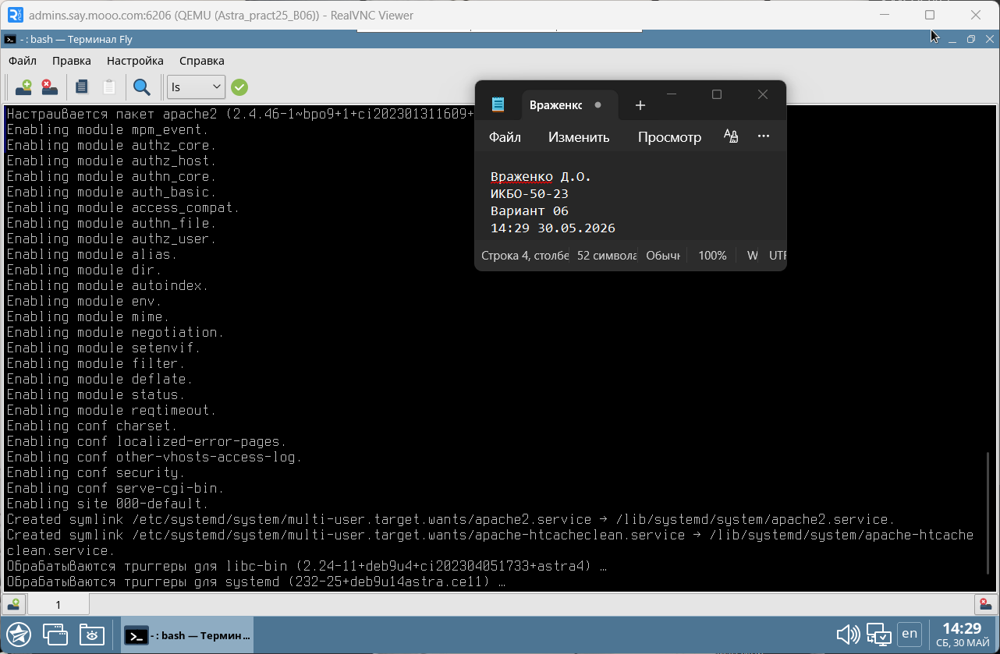 admins.say.mooo.com:6206 (QEMU (Astra_pract25_B06)) - RealVNC Viewer
- : bash — Терминал Fly
Файл Правка Настройка Справка
ls
Настраивается пакет apache2 (2.4.46-1~bpo9+1+ci202301311609+
Enabling module mpm_event.
Enabling module authz_core.
Enabling module authz_host.
Enabling module authn_core.
Enabling module auth_basic.
Enabling module access_compat.
Enabling module authn_file.
Enabling module authz_user.
Enabling module alias.
Enabling module dir.
Enabling module autoindex.
Enabling module env.
Enabling module mime.
Enabling module negotiation.
Enabling module setenvif.
Enabling module filter.
Enabling module deflate.
Enabling module status.
Enabling module reqtimeout.
Enabling conf charset.
Enabling conf localized-error-pages.
Enabling conf other-vhosts-access-log.
Enabling conf security.
Enabling conf serve-cgi-bin.
Enabling site 000-default.
Created symlink /etc/systemd/system/multi-user.target.wants/apache2.service → /lib/systemd/system/apache2.service.
Created symlink /etc/systemd/system/multi-user.target.wants/apache-htcacheclean.service → /lib/systemd/system/apache-htcache
clean.service.
Обрабатываются триггеры для libc-bin (2.24-11+deb9u4+ci202304051733+astra4) …
Обрабатываются триггеры для systemd (232-25+deb9u14astra.ce11) …
Враженко
Файл Изменить Просмотр
Враженко Д.О.
ИКБО-50-23
Вариант 06
14:29 30.05.2026
Строка 4, столбе 52 символа Обычн 100% W UTF
1
- : bash — Термин...
en
14:29
СБ, 30 МАЙ